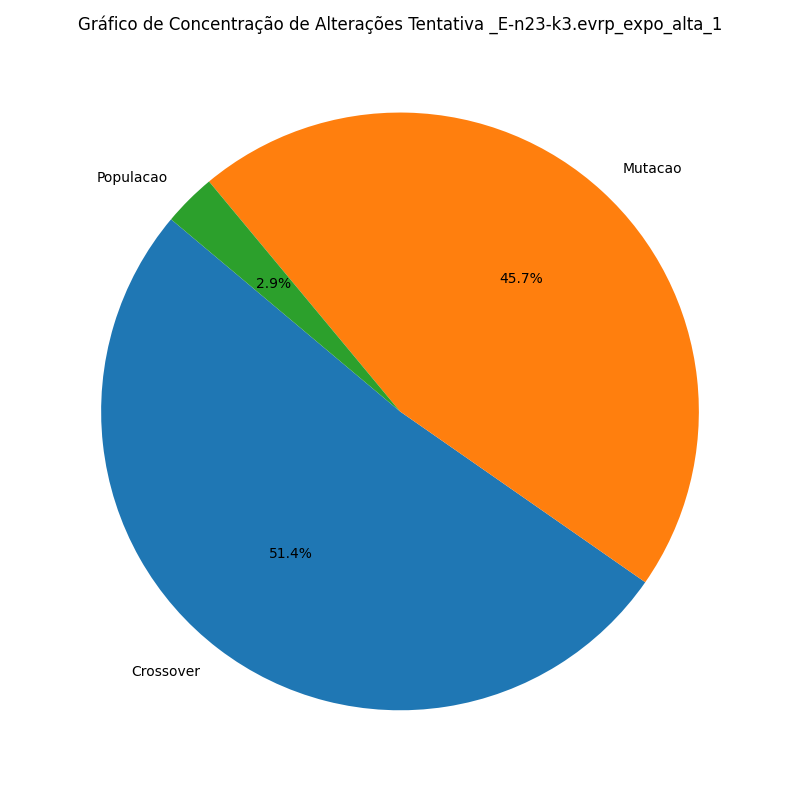 Gráfico de Concentração de Alterações Tentativa _E-n23-k3.evrp_expo_alta_1
Populacao
Mutacao
45.7%
2.9%
51.4%
Crossover